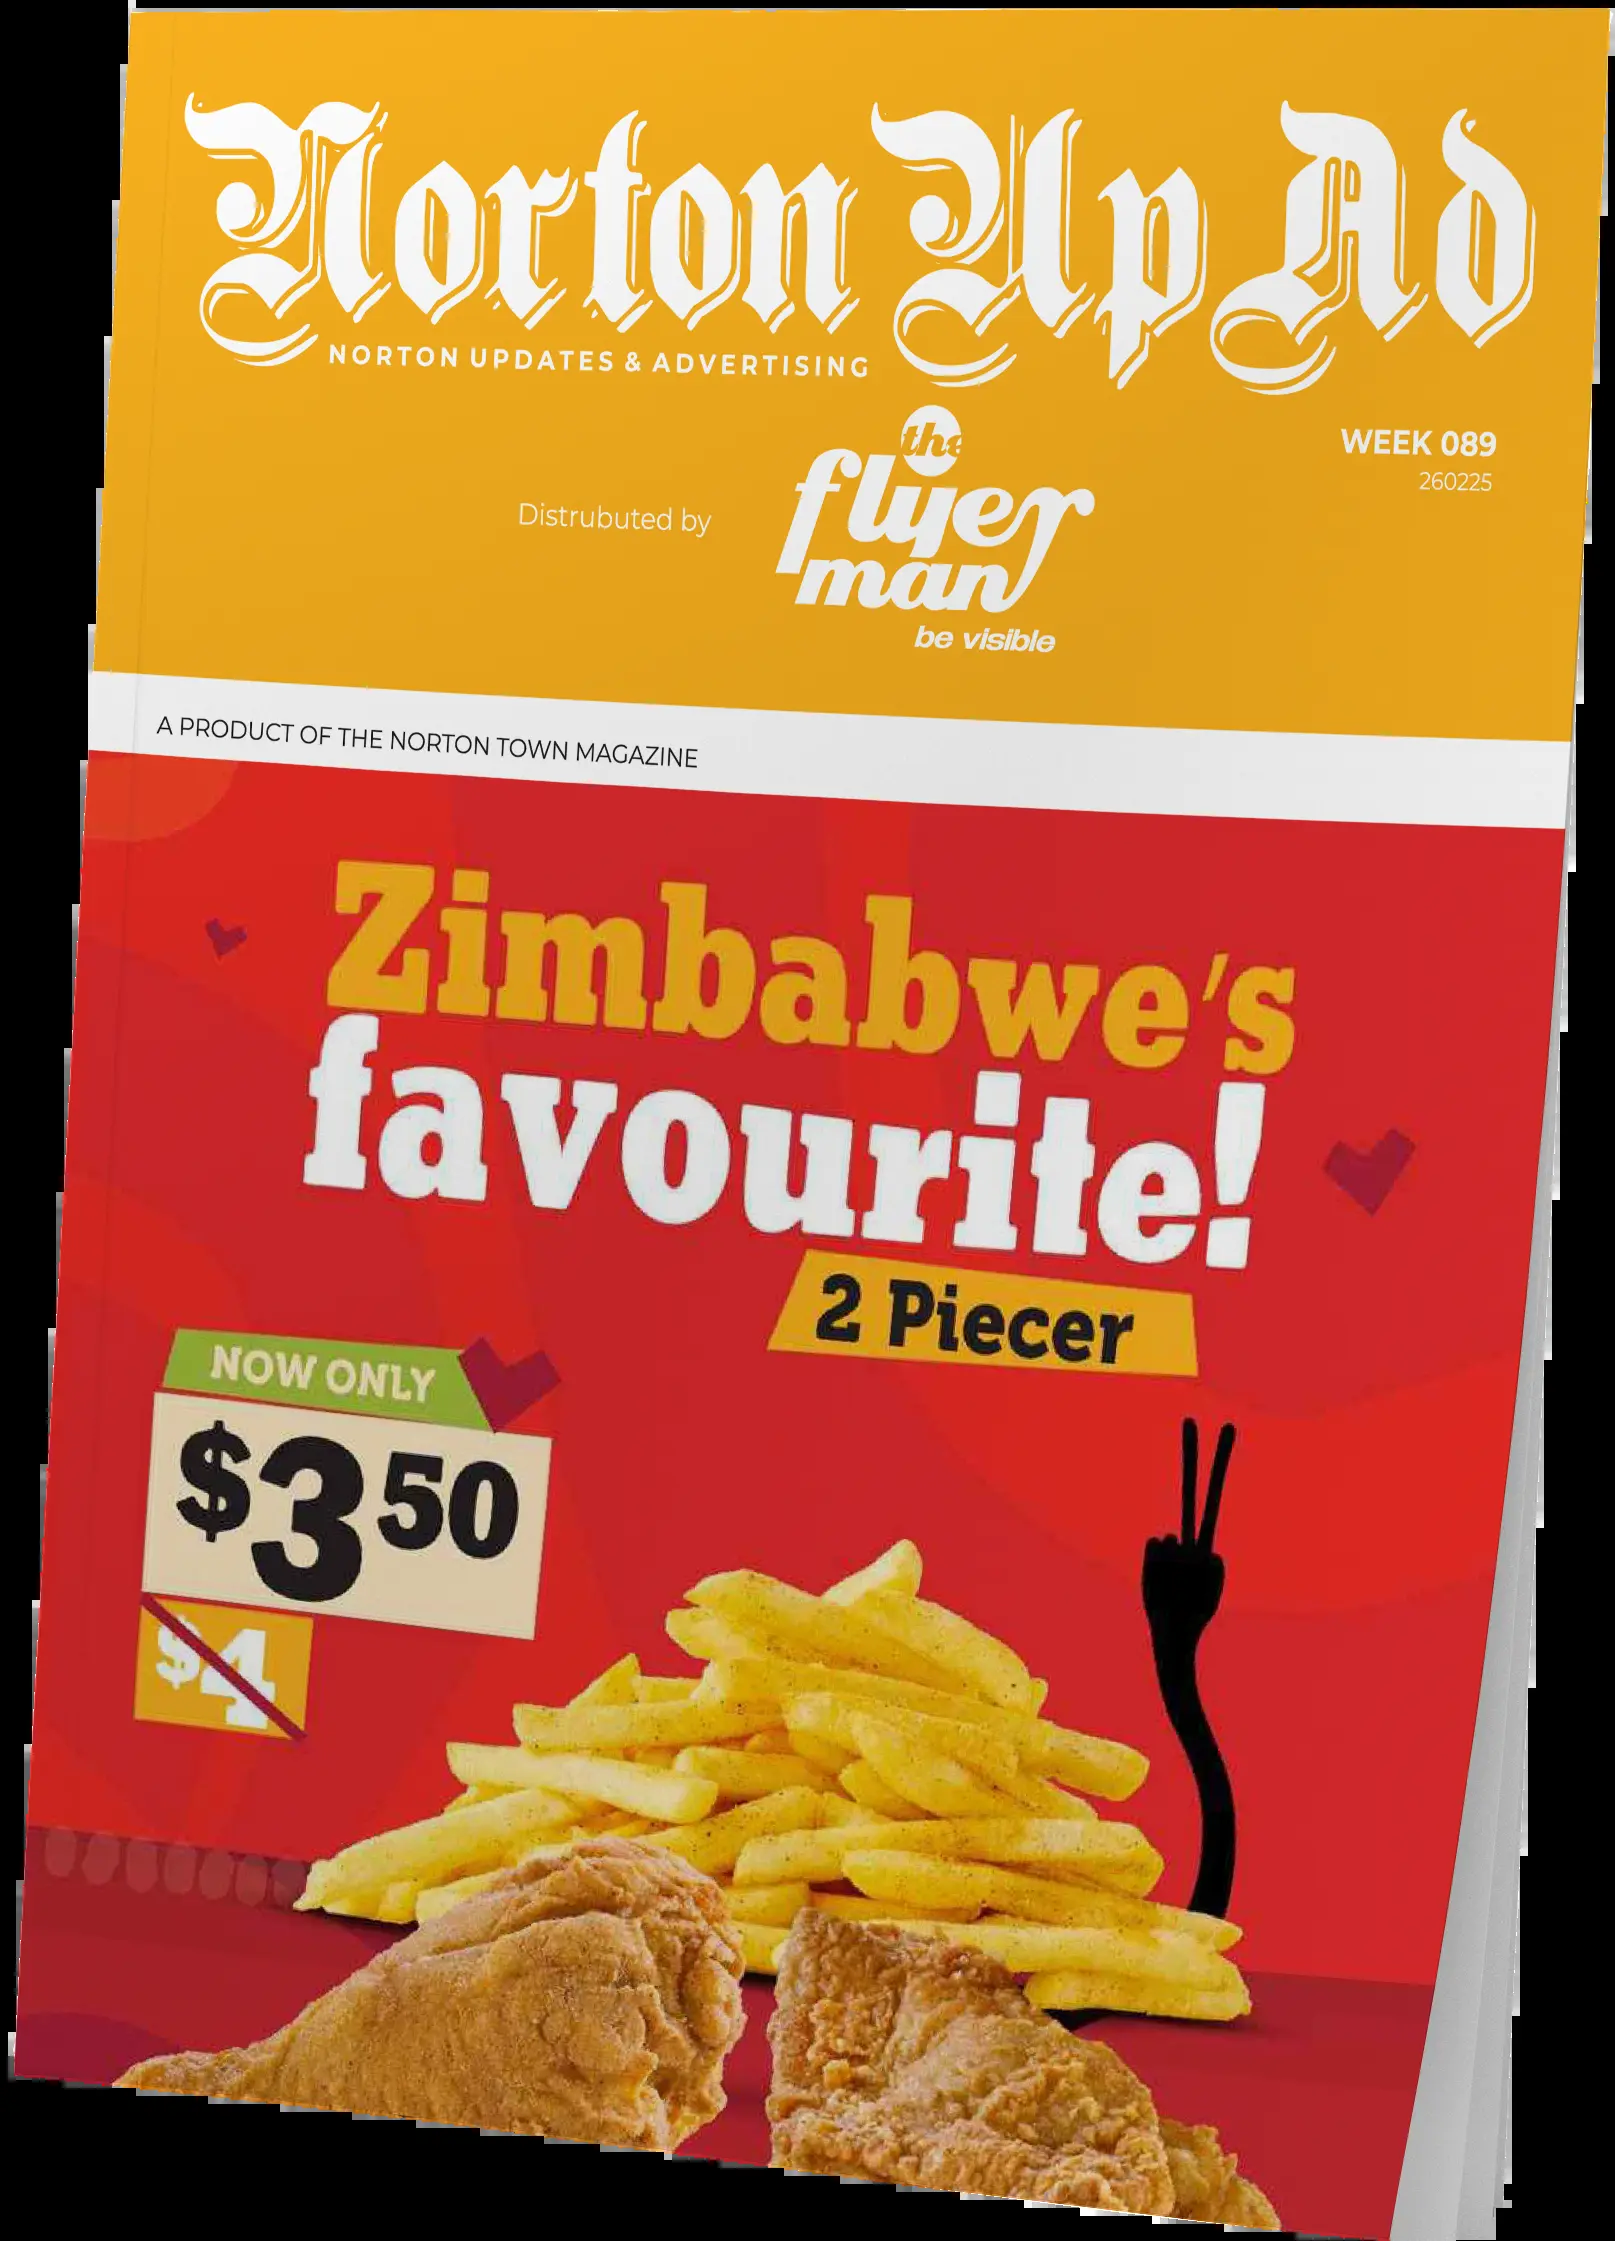 Norton Up Ad
NORTON UPDATES & ADVERTISING
WEEK 089
260225
Distrubuted by
the
flyer
man
be visible
A PRODUCT OF THE NORTON TOWN MAGAZINE
Zimbabwe's
favourite!
2 Piecer
NOW ONLY
$3 50
$4